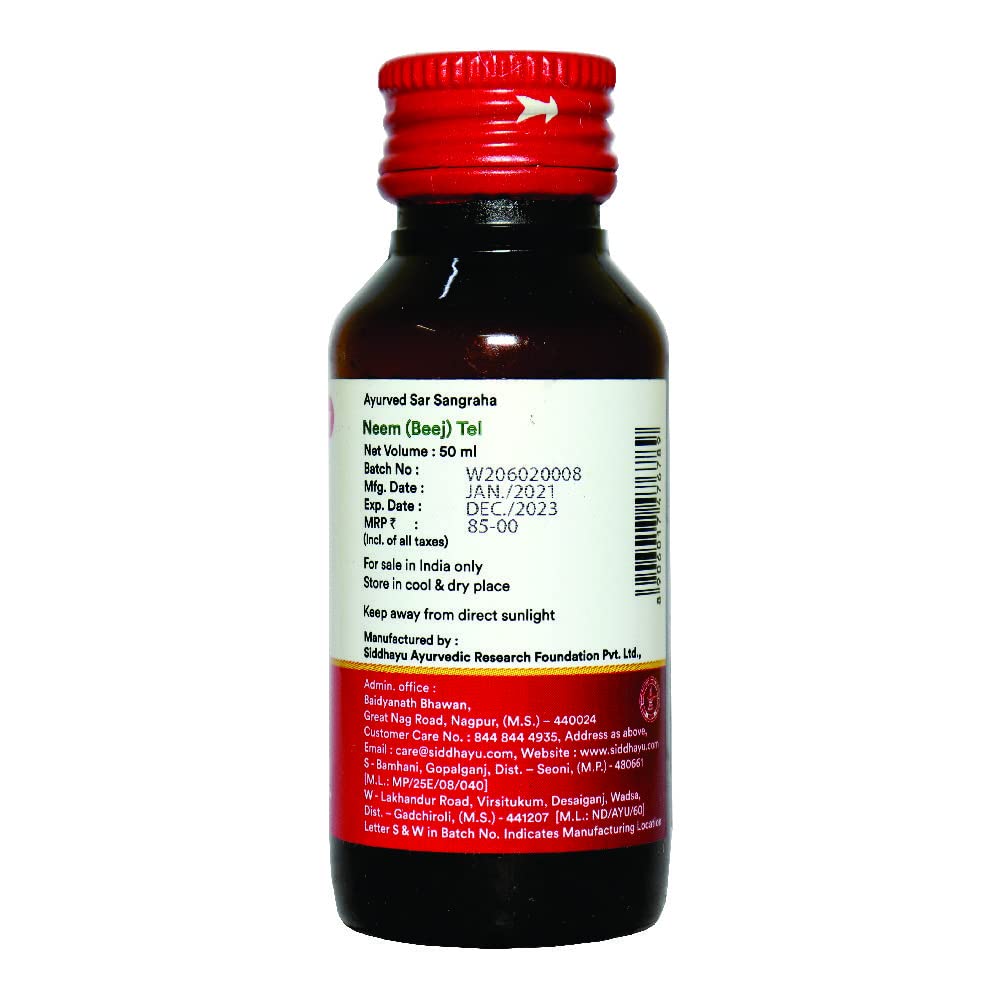 Ayurved Sar Sangraha
Neem (Beej) Tel
Net Volume : 50 ml
Batch No : W206020008
Mfg. Date : JAN./2021
Exp. Date : DEC./2023
MRP ₹ : 85-00
(Incl. of all taxes)
For sale in India only
Store in cool & dry place
Keep away from direct sunlight
Manufactured by :
Siddhayu Ayurvedic Research Foundation Pvt. Ltd.,
Admin. office :
Baidyanath Bhawan,
Great Nag Road, Nagpur, (M.S.) – 440024
Customer Care No. : 844 844 4935, Address as above,
Email : care@siddhayu.com, Website : www.siddhayu.com
S - Bamhani, Gopalganj, Dist. – Seoni, (M.P.) - 480661
[M.L.: MP/25E/08/040]
W - Lakhandur Road, Virsitukum, Desaiganj, Wadsa,
Dist. – Gadchiroli, (M.S.) - 441207 [M.L.: ND/AYU/60]
Letter S & W in Batch No. Indicates Manufacturing Location
8 906017 476789